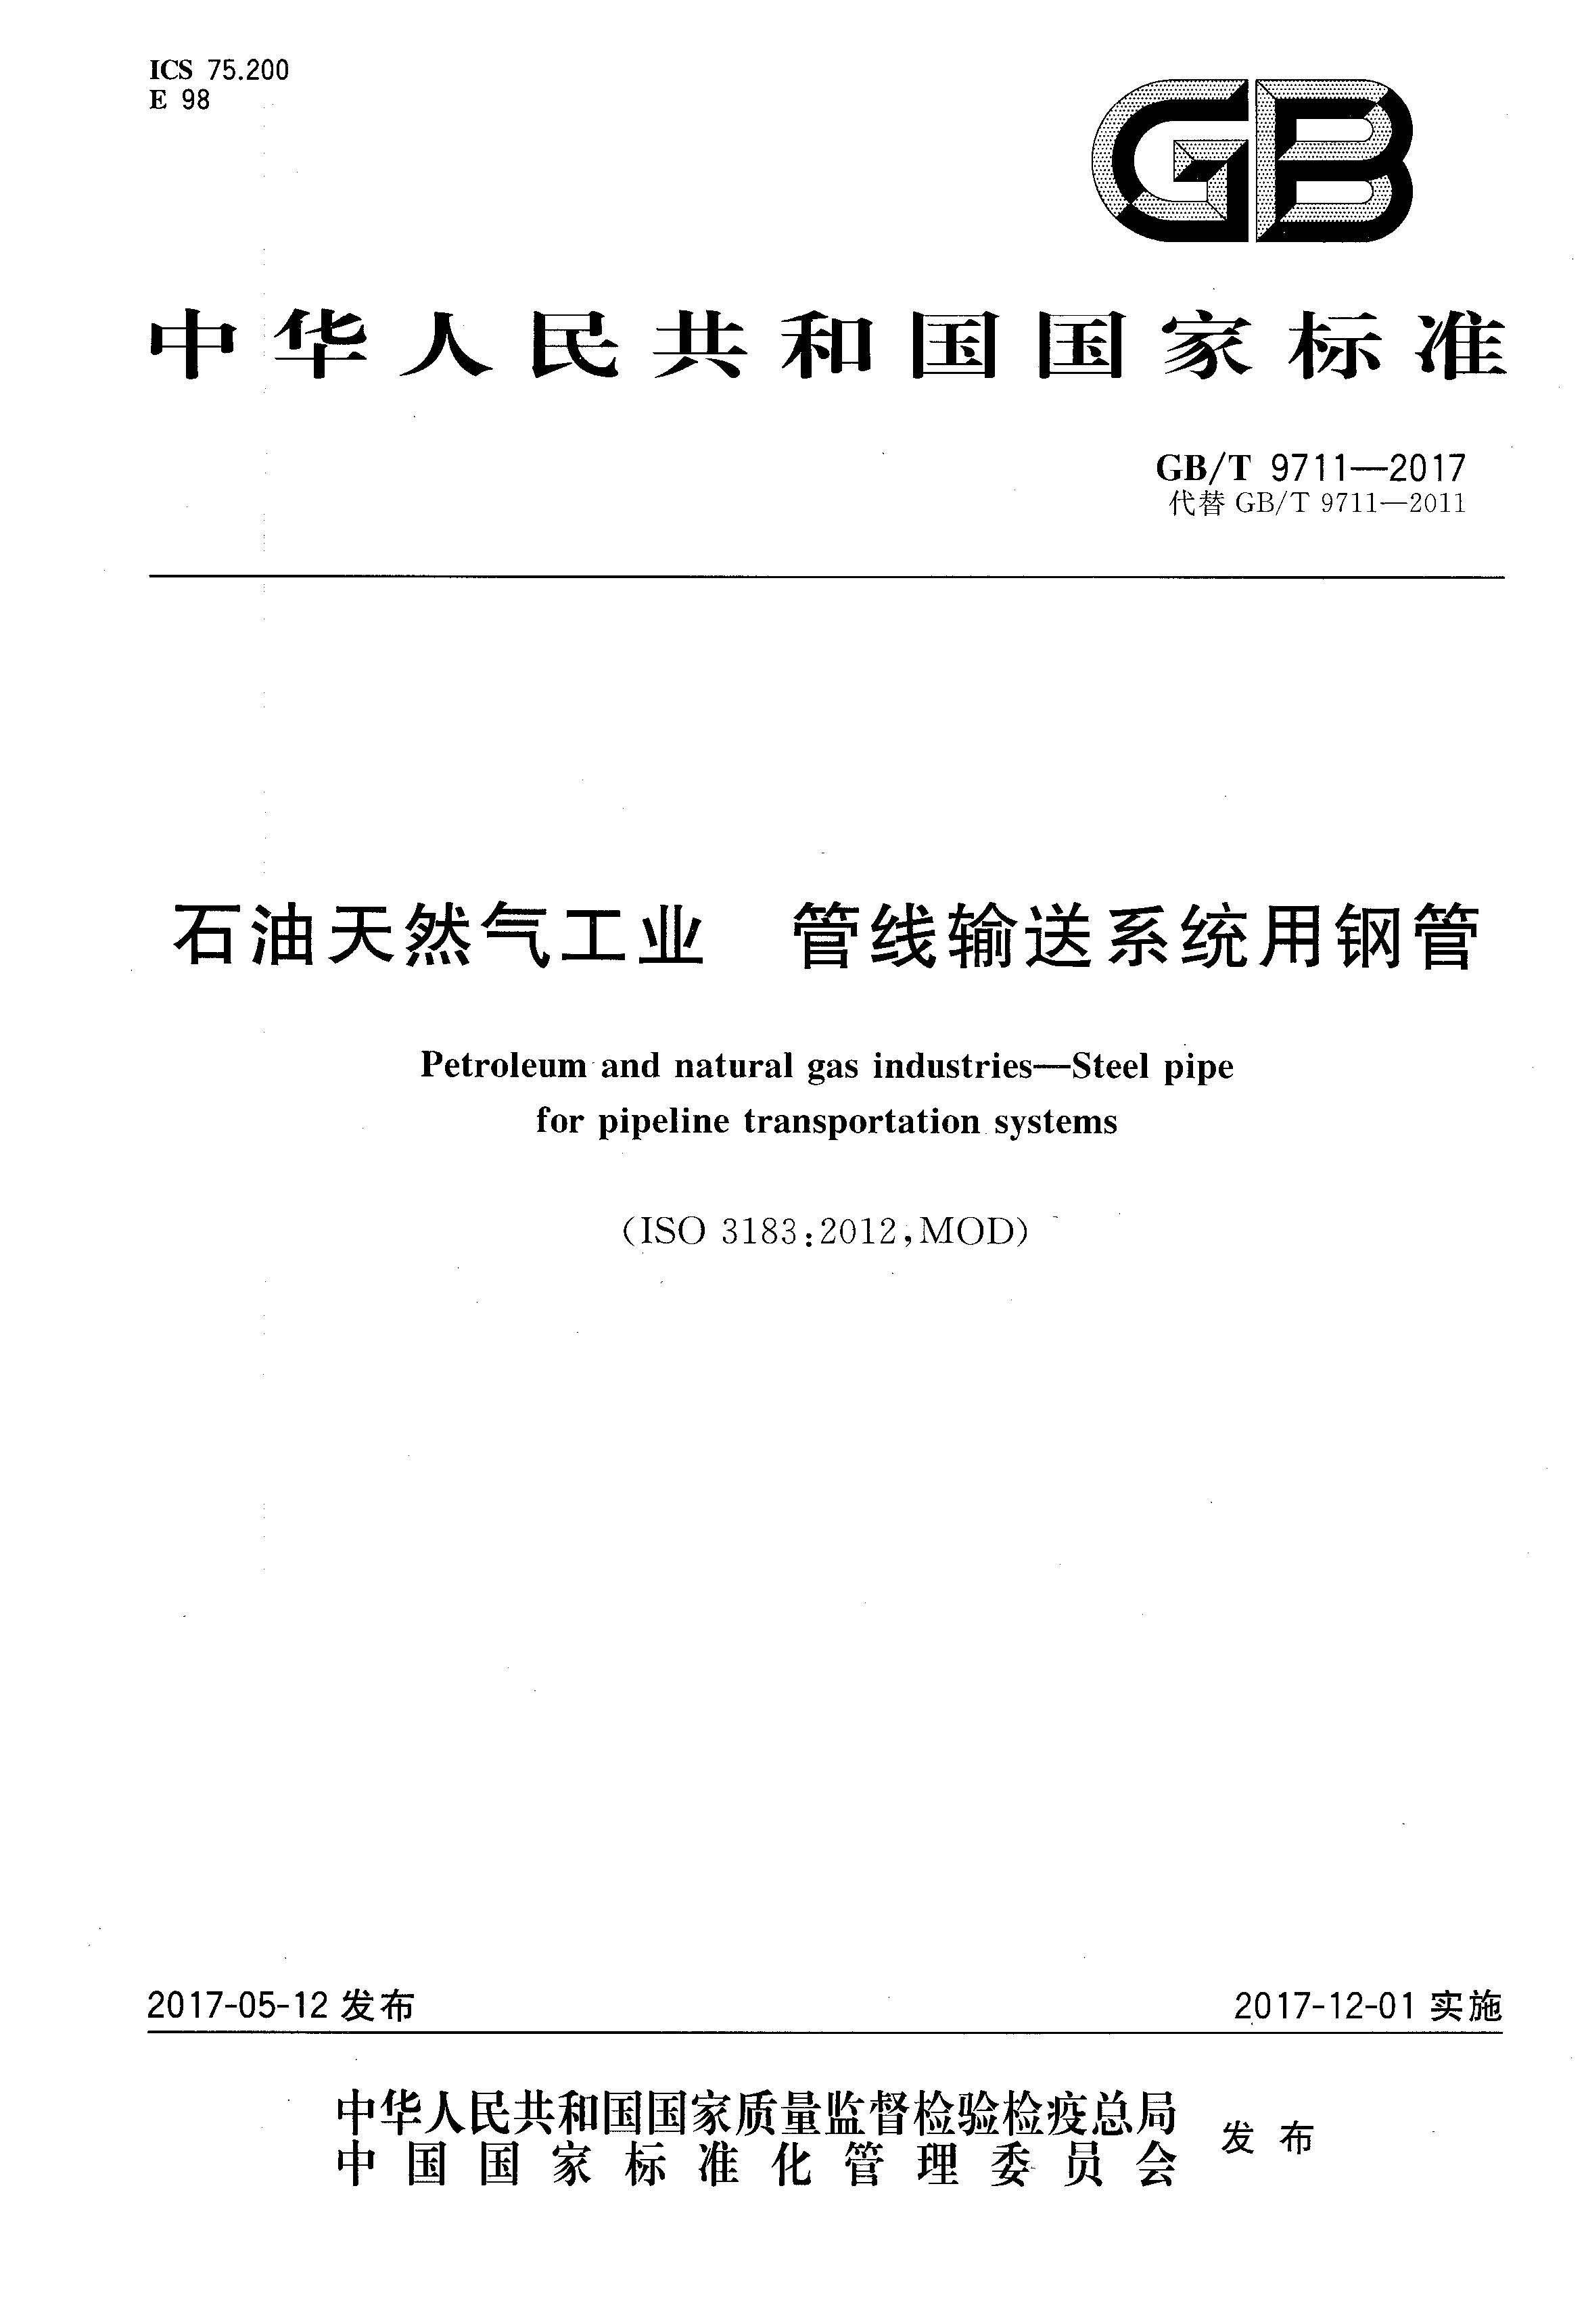 ICS 75.200
E 98
GB
中华人民共和国国家标准
GB/T 9711—2017
代替 GB/T 9711—2011
石油天然气工业 管线输送系统用钢管
Petroleum and natural gas industries—Steel pipe
for pipeline transportation systems
(ISO 3183:2012,MOD)
2017-05-12 发布
2017-12-01 实施
中华人民共和国国家质量监督检验检疫总局
中国国家标准化管理委员会
发布